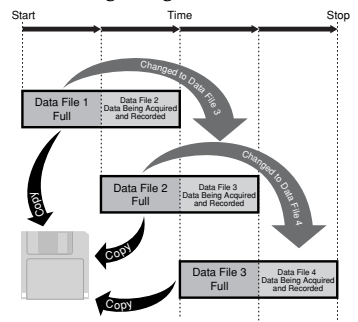 Start Time Stop
Changed to Data File 3
Data File 1
Full
Data File 2
Data Being Acquired
and Recorded
Changed to Data File 4
Copy
Data File 2
Full
Data File 3
Data Being Acquired
and Recorded
Copy
Data File 3
Full
Data File 4
Data Being Acquired
and Recorded
Copy